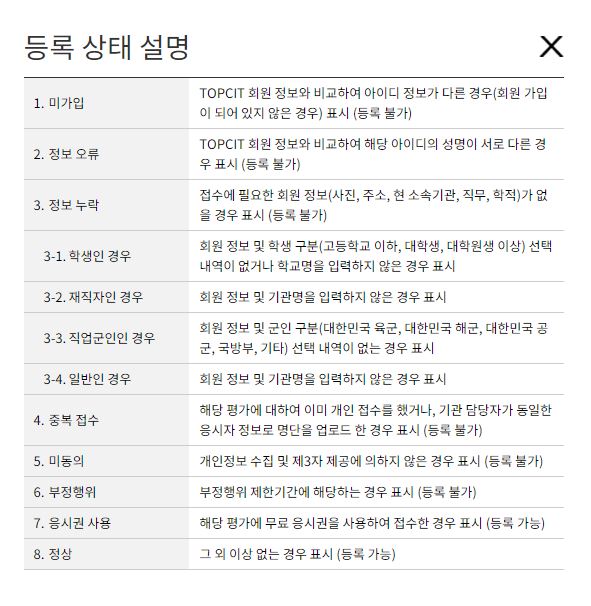 등록 상태 설명
1. 미가입
TOPCIT 회원 정보와 비교하여 아이디 정보가 다른 경우(회원 가입
이 되어 있지 않은 경우) 표시 (등록 불가)
2. 정보 오류
TOPCIT 회원 정보와 비교하여 해당 아이디의 성명이 서로 다른 경
우 표시 (등록 불가)
3. 정보 누락
접수에 필요한 회원 정보(사진, 주소, 현 소속기관, 직무, 학적)가 없
을 경우 표시 (등록 불가)
3-1. 학생인 경우
회원 정보 및 학생 구분(고등학교 이하, 대학생, 대학원생 이상) 선택
내역이 없거나 학교명을 입력하지 않은 경우 표시
3-2. 재직자인 경우
회원 정보 및 기관명을 입력하지 않은 경우 표시
3-3. 직업군인인 경우
회원 정보 및 군인 구분(대한민국 육군, 대한민국 해군, 대한민국 공
군, 국방부, 기타) 선택 내역이 없는 경우 표시
3-4. 일반인 경우
회원 정보 및 기관명을 입력하지 않은 경우 표시
4. 중복 접수
해당 평가에 대하여 이미 개인 접수를 했거나, 기관 담당자가 동일한
응시자 정보로 명단을 업로드 한 경우 표시 (등록 불가)
5. 미동의
개인정보 수집 및 제3자 제공에 의하지 않은 경우 표시 (등록 불가)
6. 부정행위
부정행위 제한기간에 해당하는 경우 표시 (등록 불가)
7. 응시권 사용
해당 평가에 무료 응시권을 사용하여 접수한 경우 표시 (등록 가능)
8. 정상
그 외 이상 없는 경우 표시 (등록 가능)